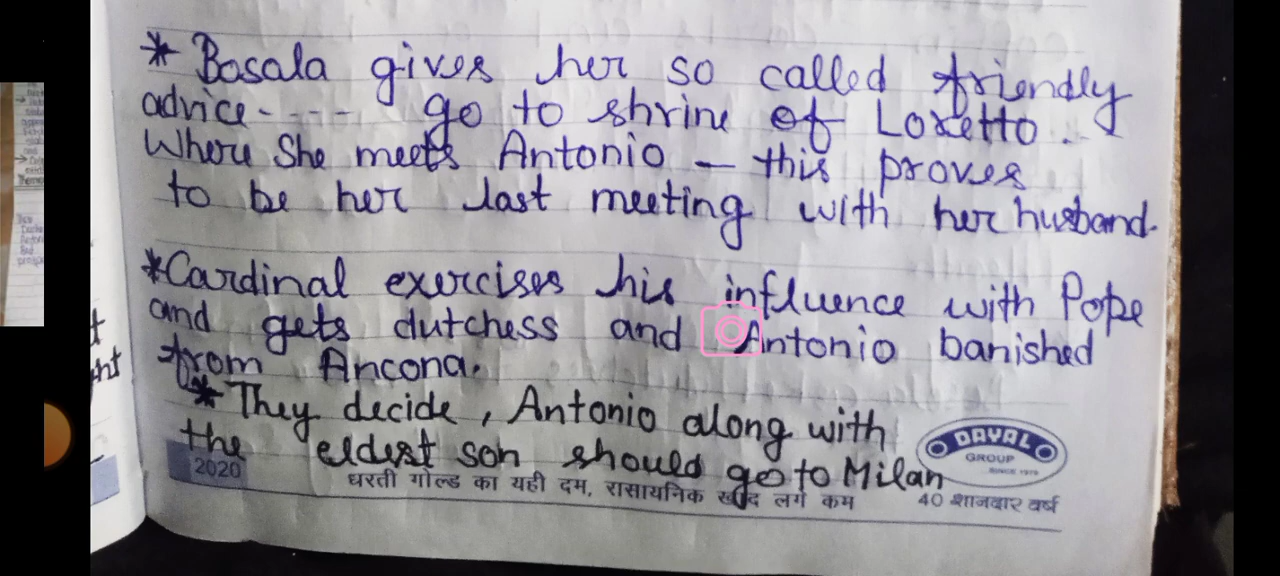 * Bosala gives her so called friendly
advice- - - - go to shrine of Loretto.
Where She meets Antonio – this proves
to be her last meeting with her husband.
*Cardinal exercises his influence with Pope
and gets dutchess and Antonio banished
from Ancona.
* They decide, Antonio along with
the eldest son should go to Milan
2020
DAYAL
GROUP
SINCE 1979
धरती गोल्ड का यही दम, रासायनिक खाद लगे कम
40 शानदार वर्ष